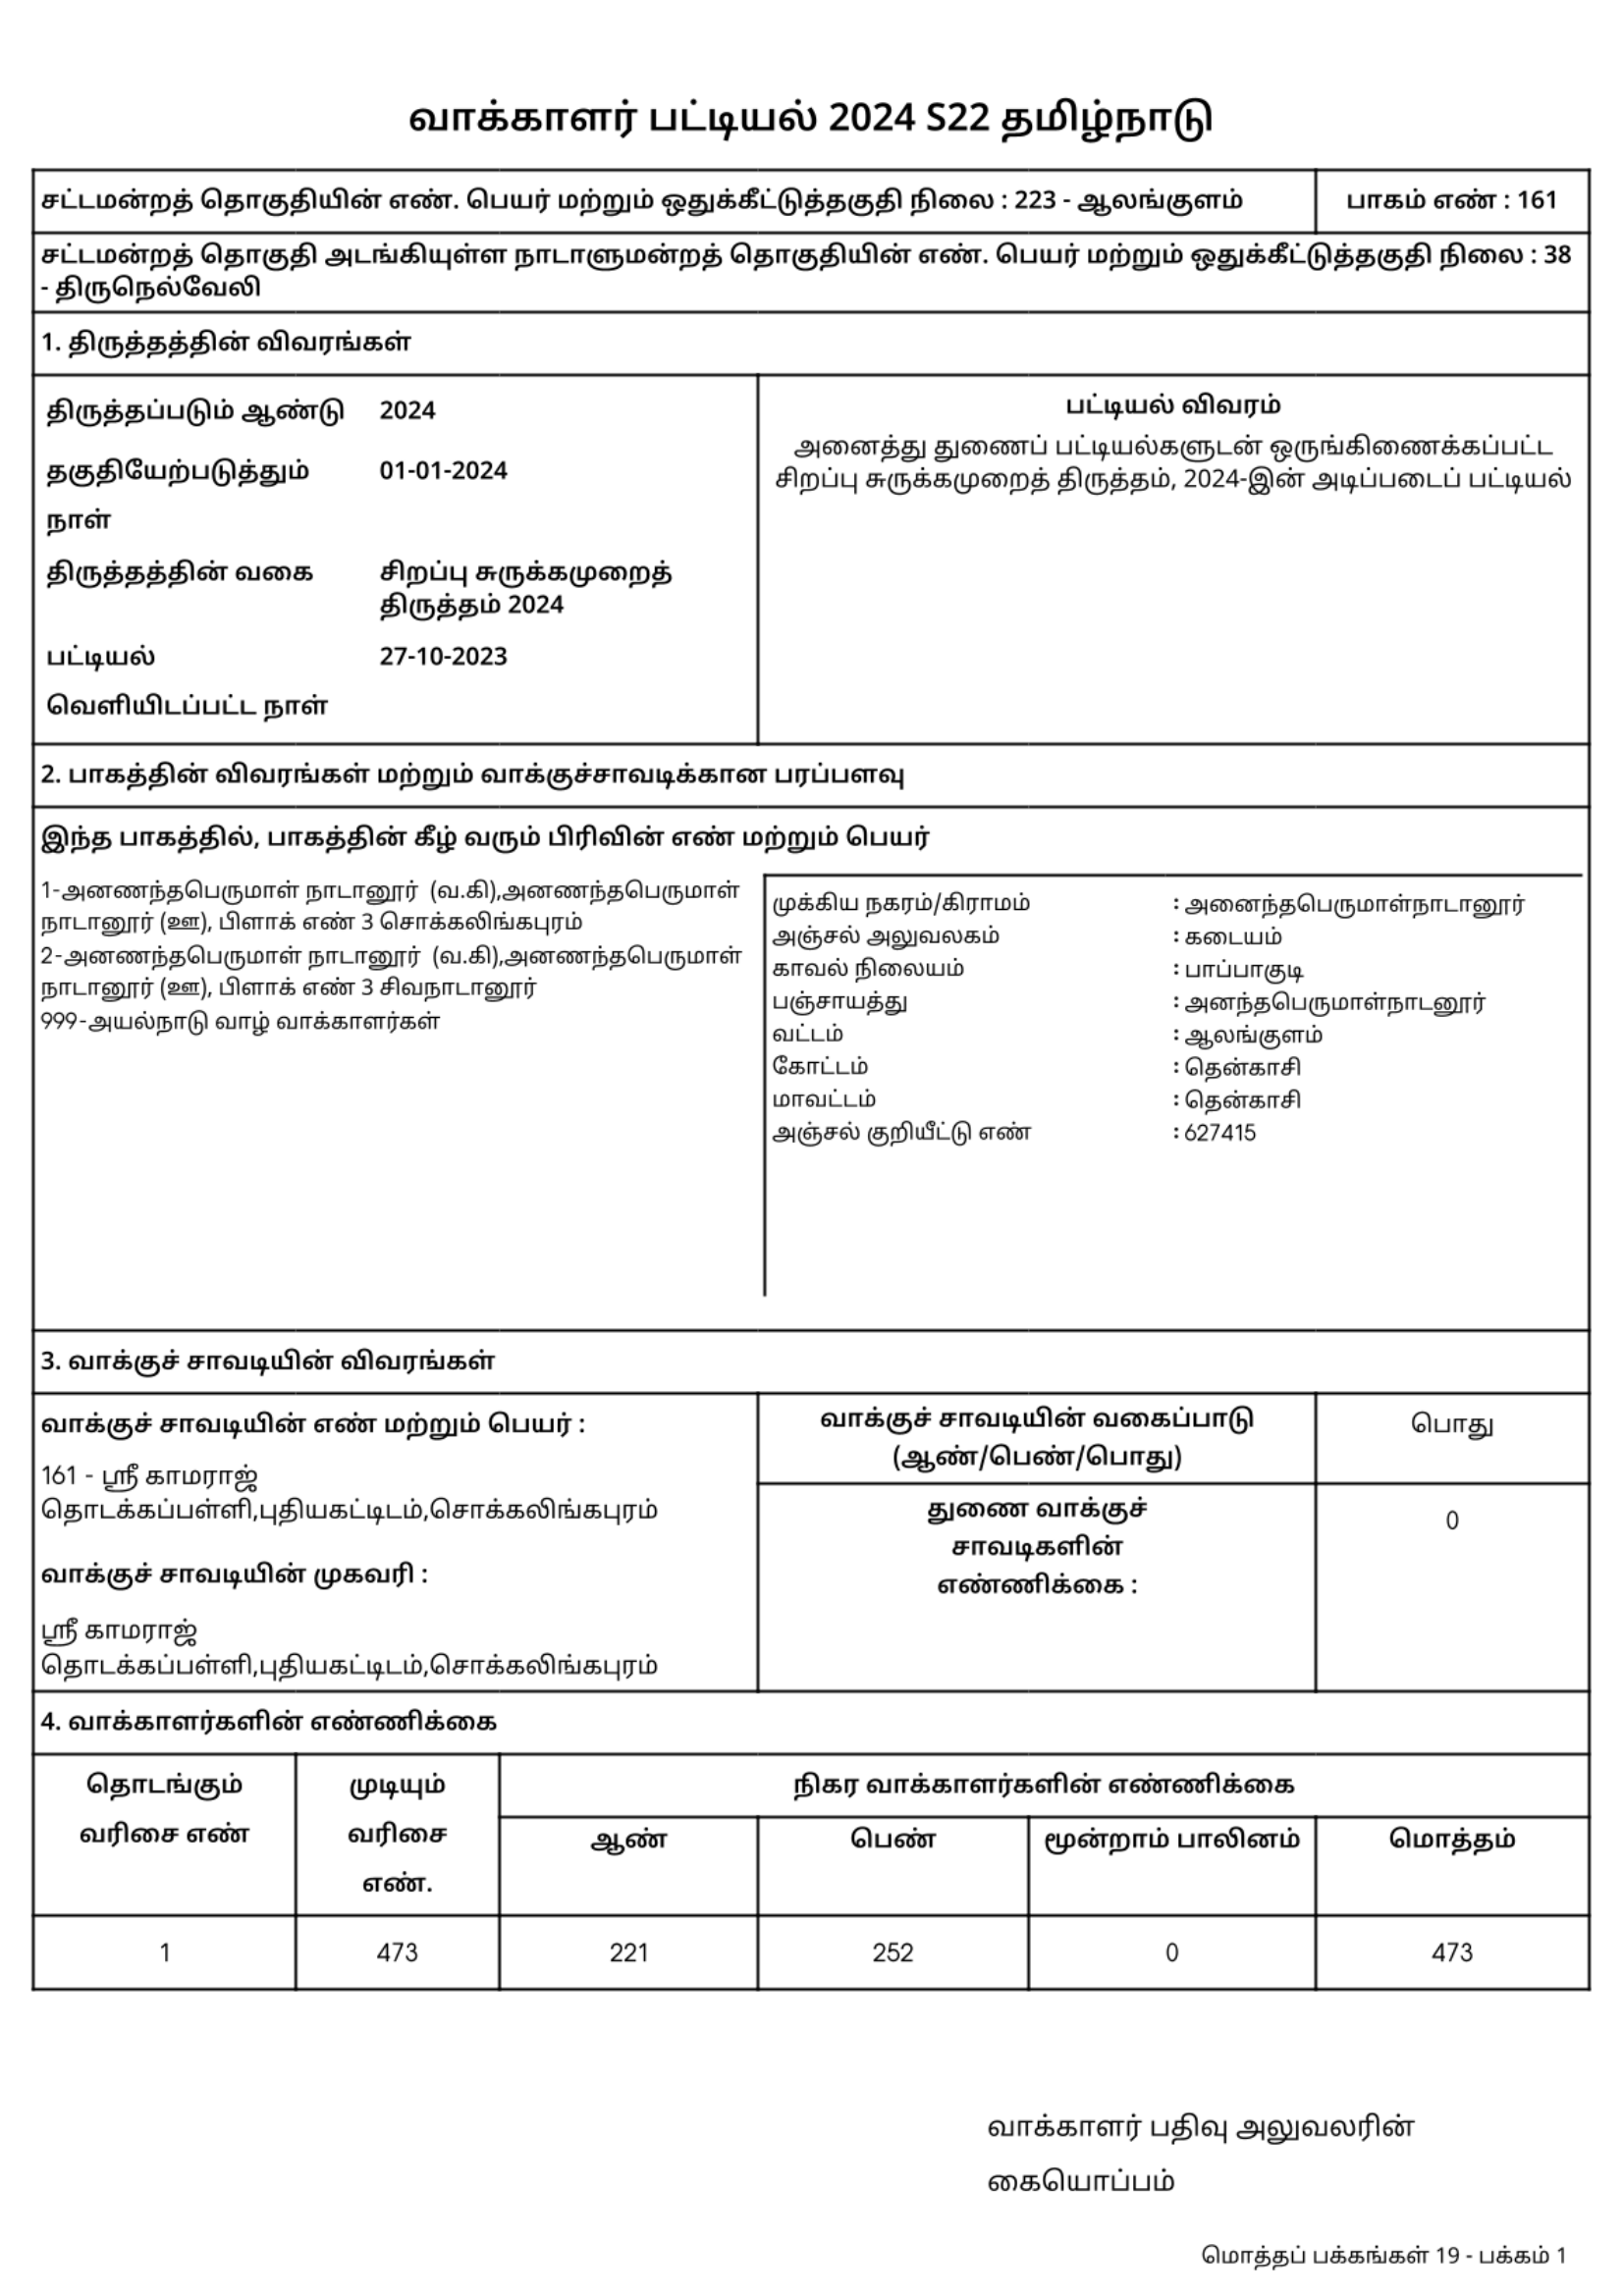 வாக்காளர் பட்டியல் 2024 S22 தமிழ்நாடு
சட்டமன்றத் தொகுதியின் எண். பெயர் மற்றும் ஒதுக்கீட்டுத்தகுதி நிலை : 223 - ஆலங்குளம்
பாகம் எண் : 161
சட்டமன்றத் தொகுதி அடங்கியுள்ள நாடாளுமன்றத் தொகுதியின் எண். பெயர் மற்றும் ஒதுக்கீட்டுத்தகுதி நிலை : 38
- திருநெல்வேலி
1. திருத்தத்தின் விவரங்கள்
திருத்தப்படும் ஆண்டு 2024
தகுதியேற்படுத்தும் 01-01-2024
நாள்
திருத்தத்தின் வகை சிறப்பு சுருக்கமுறைத்
திருத்தம் 2024
பட்டியல் 27-10-2023
வெளியிடப்பட்ட நாள்
பட்டியல் விவரம்
அனைத்து துணைப் பட்டியல்களுடன் ஒருங்கிணைக்கப்பட்ட
சிறப்பு சுருக்கமுறைத் திருத்தம், 2024-இன் அடிப்படைப் பட்டியல்
2. பாகத்தின் விவரங்கள் மற்றும் வாக்குச்சாவடிக்கான பரப்பளவு
இந்த பாகத்தில், பாகத்தின் கீழ் வரும் பிரிவின் எண் மற்றும் பெயர்
1-அனணந்தபெருமாள் நாடானூர் (வ.கி),அனணந்தபெருமாள்
நாடானூர் (ஊ), பிளாக் எண் 3 சொக்கலிங்கபுரம்
2-அனணந்தபெருமாள் நாடானூர் (வ.கி),அனணந்தபெருமாள்
நாடானூர் (ஊ), பிளாக் எண் 3 சிவநாடானூர்
999-அயல்நாடு வாழ் வாக்காளர்கள்
முக்கிய நகரம்/கிராமம் : அனைந்தபெருமாள்நாடானூர்
அஞ்சல் அலுவலகம் : கடையம்
காவல் நிலையம் : பாப்பாகுடி
பஞ்சாயத்து : அனந்தபெருமாள்நாடனூர்
வட்டம் : ஆலங்குளம்
கோட்டம் : தென்காசி
மாவட்டம் : தென்காசி
அஞ்சல் குறியீட்டு எண் : 627415
3. வாக்குச் சாவடியின் விவரங்கள்
வாக்குச் சாவடியின் எண் மற்றும் பெயர் :
161 - ஸ்ரீ காமராஜ்
தொடக்கப்பள்ளி,புதியகட்டிடம்,சொக்கலிங்கபுரம்
வாக்குச் சாவடியின் முகவரி :
ஸ்ரீ காமராஜ்
தொடக்கப்பள்ளி,புதியகட்டிடம்,சொக்கலிங்கபுரம்
வாக்குச் சாவடியின் வகைப்பாடு
(ஆண்/பெண்/பொது)
பொது
துணை வாக்குச்
சாவடிகளின்
எண்ணிக்கை :
0
4. வாக்காளர்களின் எண்ணிக்கை
தொடங்கும்
வரிசை எண்
முடியும்
வரிசை
எண்.
நிகர வாக்காளர்களின் எண்ணிக்கை
ஆண் பெண் மூன்றாம் பாலினம் மொத்தம்
1 473 221 252 0 473
வாக்காளர் பதிவு அலுவலரின்
கையொப்பம்
மொத்தப் பக்கங்கள் 19 - பக்கம் 1